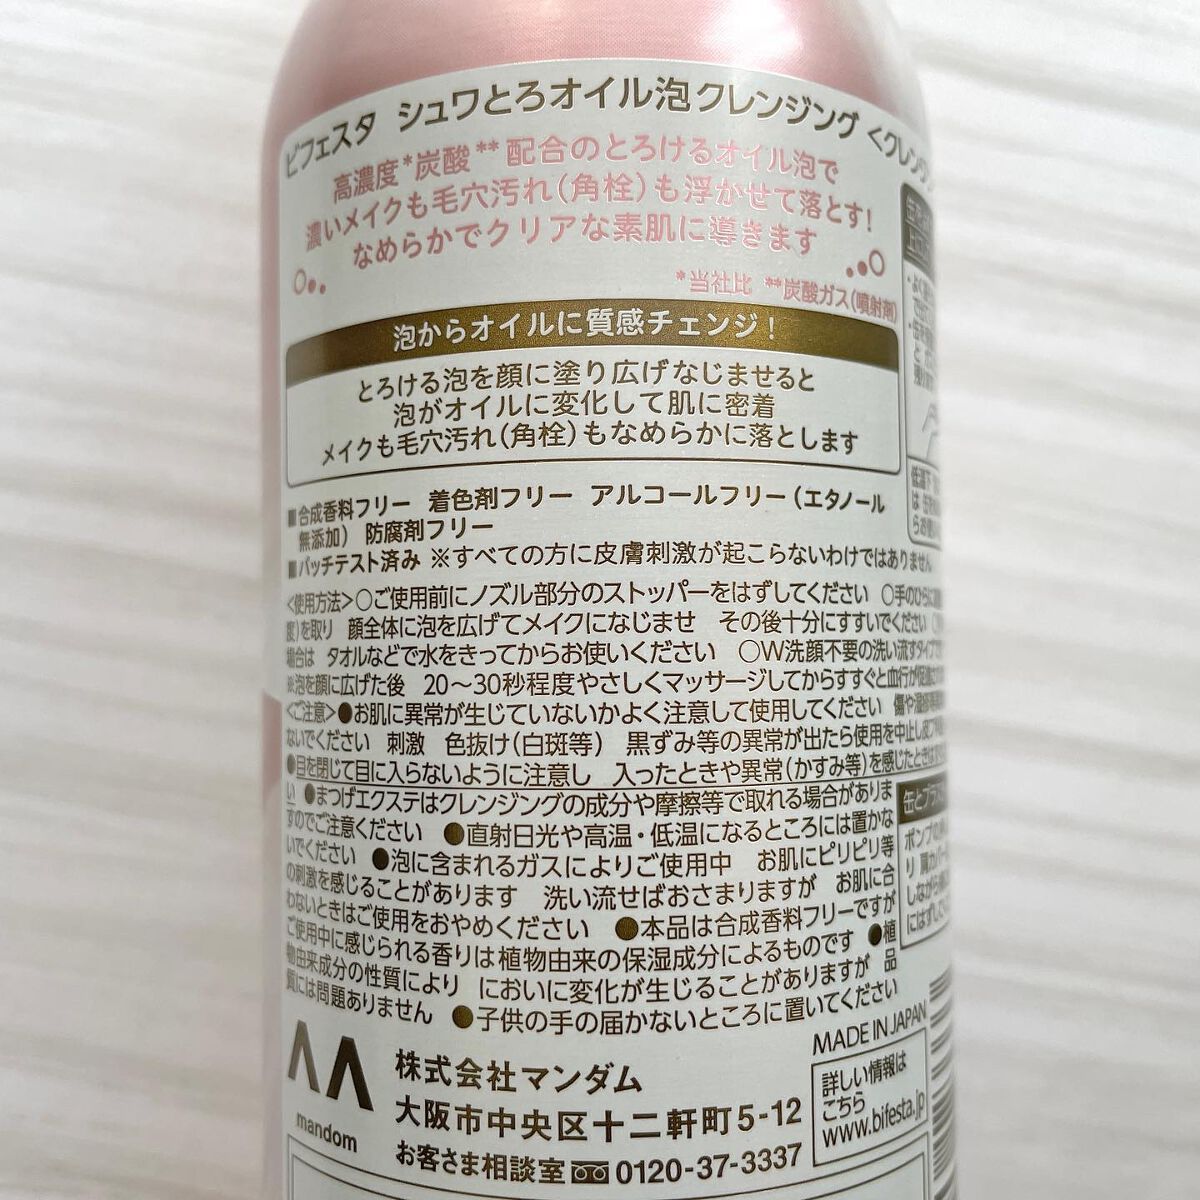 ビフェスタ シュワとろオイル泡クレンジング <クレンジ
高濃度*炭酸** 配合のとろけるオイル泡で
濃いメイクも毛穴汚れ(角栓)も浮かせて落とす!
なめらかでクリアな素肌に導きます
*当社比 **炭酸ガス(噴射剤)
泡からオイルに質感チェンジ!
とろける泡を顔に塗り広げなじませると
泡がオイルに変化して肌に密着
メイクも毛穴汚れ(角栓)もなめらかに落とします
■合成香料フリー 着色剤フリー アルコールフリー(エタノール
無添加) 防腐剤フリー
■パッチテスト済み ※すべての方に皮膚刺激が起こらないわけではありません
<使用方法>○ご使用前にノズル部分のストッパーをはずしてください ○手のひらに
を取り 顔全体に泡を広げてメイクになじませ その後十分にすすいでください
場合は タオルなどで水をきってからお使いください ○W洗顔不要の洗い流すタイプで
※泡を顔に広げた後 20〜30秒程度やさしくマッサージしてからすすぐと血行が促進
<ご注意>●お肌に異常が生じていないかよく注意して使用してください 傷や湿疹等
ないでください 刺激 色抜け(白斑等) 黒ずみ等の異常が出たら使用を中止し皮フ
●目を閉じて目に入らないように注意し 入ったときや異常(かすみ等)を感じたときは
い ●まつげエクステはクレンジングの成分や摩擦等で取れる場合がありま
すのでご注意ください ●直射日光や高温・低温になるところには置かな
いでください ●泡に含まれるガスによりご使用中 お肌にピリピリ等
の刺激を感じることがあります 洗い流せばおさまりますが お肌に合
わないときはご使用をおやめください ●本品は合成香料フリーですが
ご使用中に感じられる香りは植物由来の保湿成分によるものです ●植
物由来成分の性質により においに変化が生じることがありますが 品
質には問題ありません ●子供の手の届かないところに置いてください
MADE IN JAPAN
mandom
株式会社マンダム
大阪市中央区十二軒町5-12
お客さま相談室 0120-37-3337
詳しい情報は
こちら
www.bifesta.jp